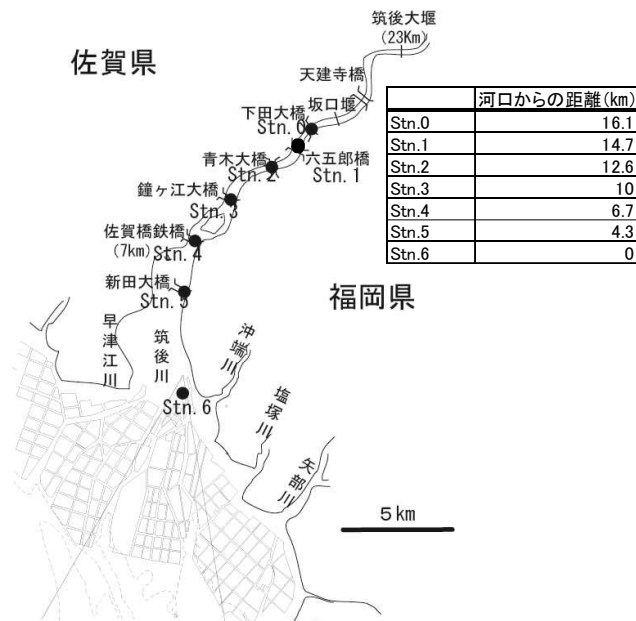 筑後大堰
(23Km)
佐賀県
天建寺橋
坂口堰
下田大橋
Stn.0
六五郎橋
Stn.1
青木大橋
Stn.2
鐘ヶ江大橋
Stn.3
佐賀橋鉄橋
(7km)
Stn.4
新田大橋
Stn.5
福岡県
早津江川
筑後川
沖端川
Stn.6
塩塚川
矢部川
5km
河口からの距離(km)
Stn.0 16.1
Stn.1 14.7
Stn.2 12.6
Stn.3 10
Stn.4 6.7
Stn.5 4.3
Stn.6 0